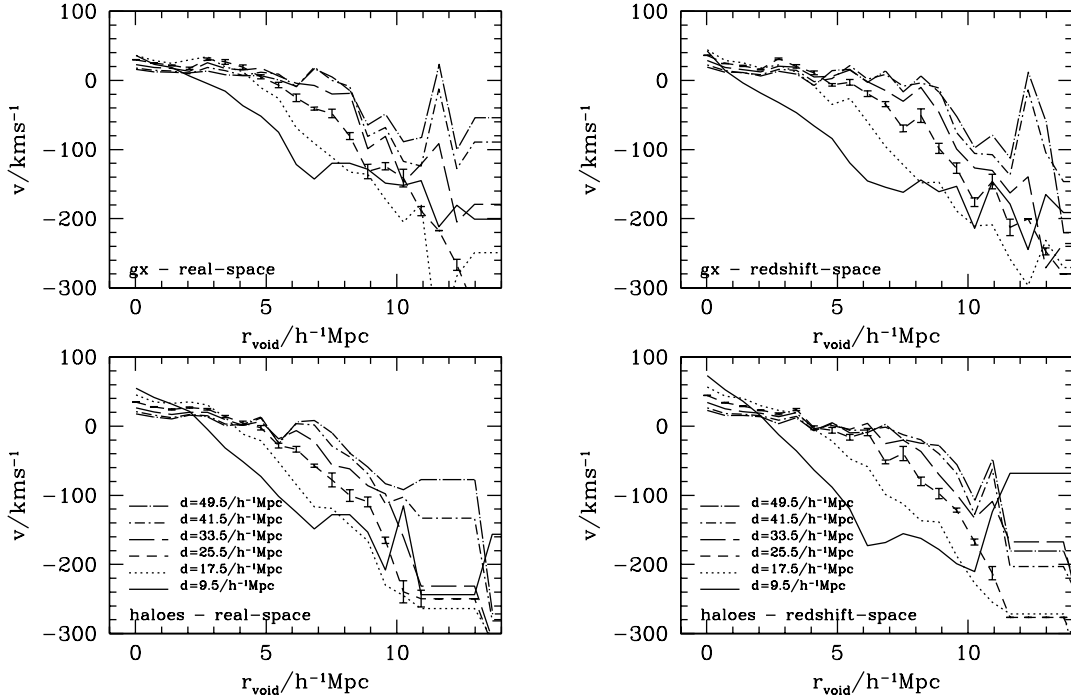 100
0
−100
−200
−300
v/kms⁻¹
gx − real−space
0 5 10
r_void/h⁻¹Mpc
100
0
−100
−200
−300
v/kms⁻¹
gx − redshift−space
0 5 10
r_void/h⁻¹Mpc
100
0
−100
−200
−300
v/kms⁻¹
d=49.5/h⁻¹Mpc
d=41.5/h⁻¹Mpc
d=33.5/h⁻¹Mpc
d=25.5/h⁻¹Mpc
d=17.5/h⁻¹Mpc
d=9.5/h⁻¹Mpc
haloes − real−space
0 5 10
r_void/h⁻¹Mpc
100
0
−100
−200
−300
v/kms⁻¹
d=49.5/h⁻¹Mpc
d=41.5/h⁻¹Mpc
d=33.5/h⁻¹Mpc
d=25.5/h⁻¹Mpc
d=17.5/h⁻¹Mpc
d=9.5/h⁻¹Mpc
haloes − redshift−space
0 5 10
r_void/h⁻¹Mpc